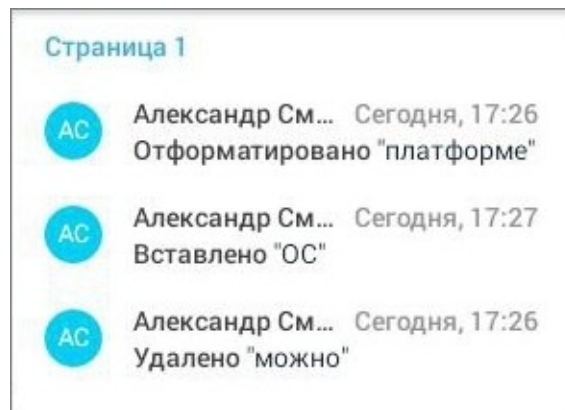 Страница 1
АС Александр См... Сегодня, 17:26
Отформатировано "платформе"
АС Александр См... Сегодня, 17:27
Вставлено "ОС"
АС Александр См... Сегодня, 17:26
Удалено "можно"